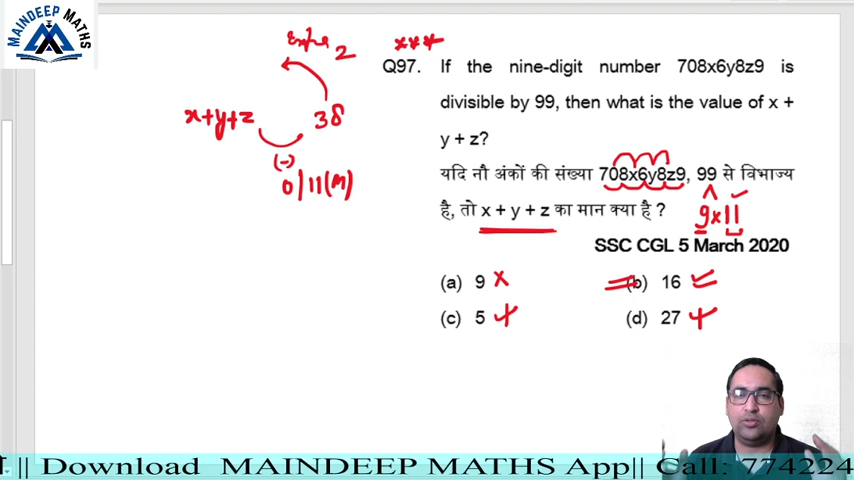 MAINDEEP MATHS
2
Q97. If the nine-digit number 708x6y8z9 is
divisible by 99, then what is the value of x +
y + z?
x+y+z 38
(-)
0/11(M)
यदि नौ अंकों की संख्या 708x6y8z9, 99 से विभाज्य
है, तो x + y + z का मान क्या है ?
9x11
SSC CGL 5 March 2020
(a) 9 (b) 16
(c) 5 (d) 27
|| Download MAINDEEP MATHS App|| Call: 774224